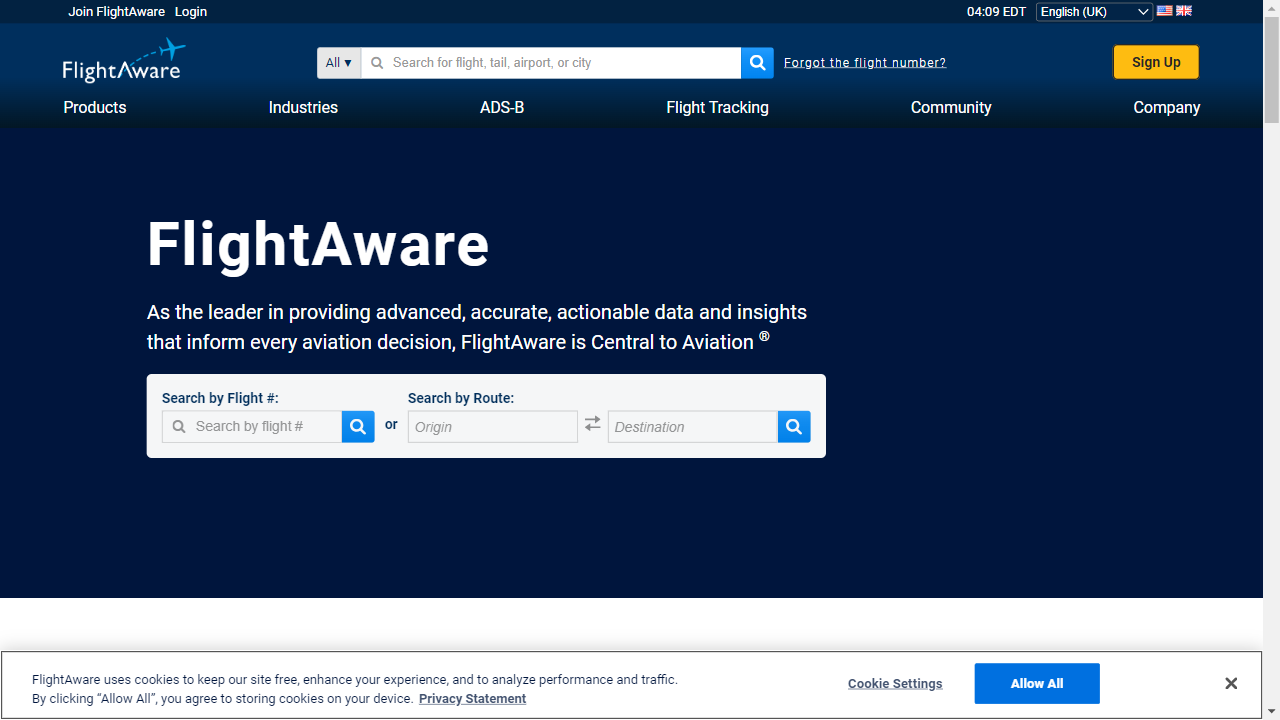 Join FlightAware Login
04:09 EDT English (UK)
FlightAware
All ▾ Search for flight, tail, airport, or city
Forgot the flight number?
Sign Up
Products Industries ADS-B Flight Tracking Community Company
FlightAware
As the leader in providing advanced, accurate, actionable data and insights
that inform every aviation decision, FlightAware is Central to Aviation ®
Search by Flight #: Search by Route:
Search by flight # or Origin Destination
FlightAware uses cookies to keep our site free, enhance your experience, and to analyze performance and traffic.
By clicking “Allow All”, you agree to storing cookies on your device. Privacy Statement
Cookie Settings
Allow All